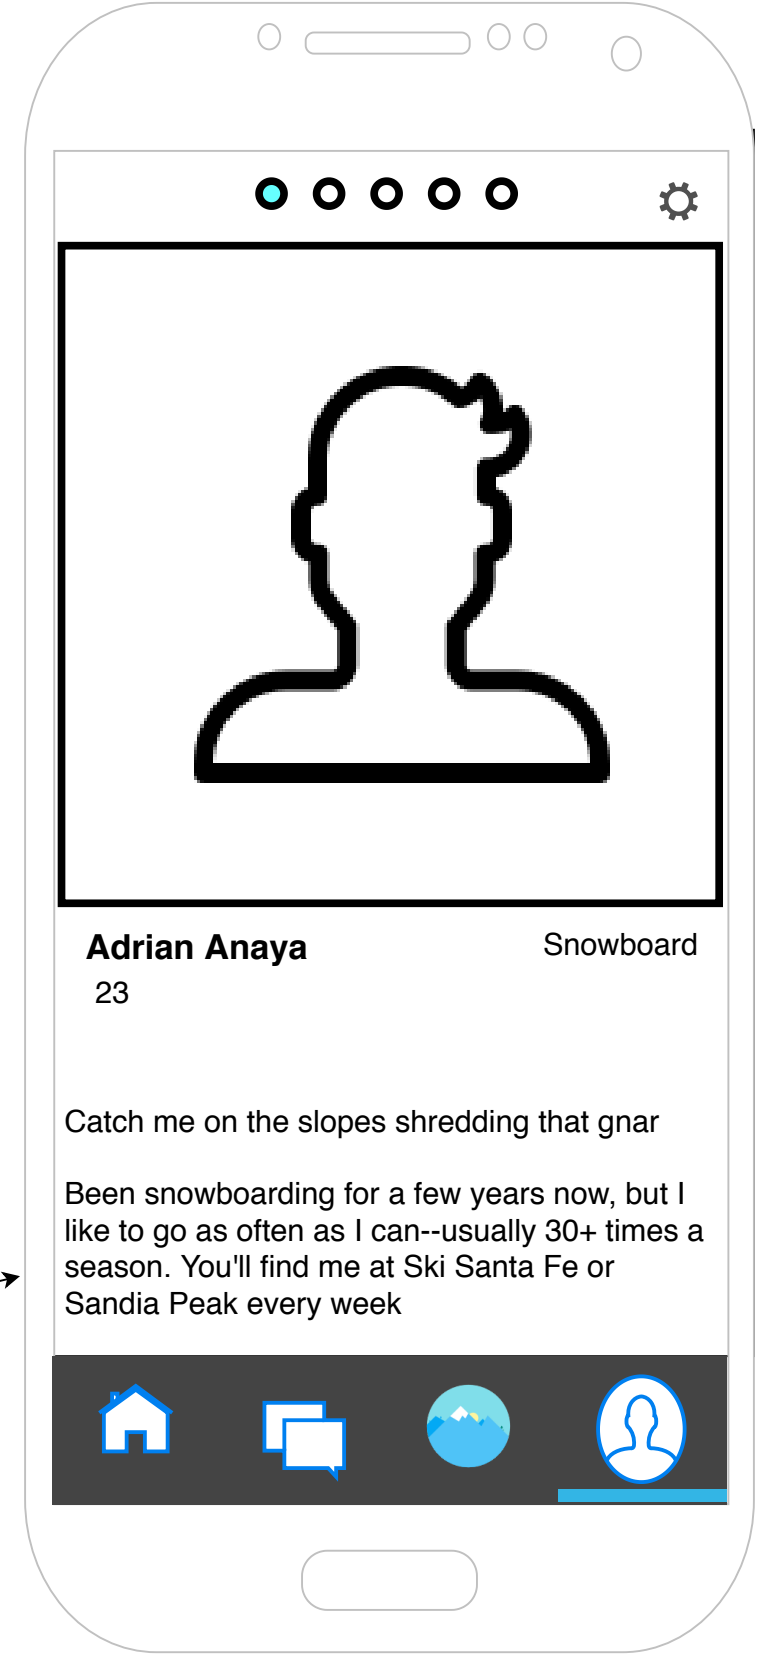 Adrian Anaya
Snowboard
23
Catch me on the slopes shredding that gnar
Been snowboarding for a few years now, but I
like to go as often as I can--usually 30+ times a
season. You'll find me at Ski Santa Fe or
Sandia Peak every week